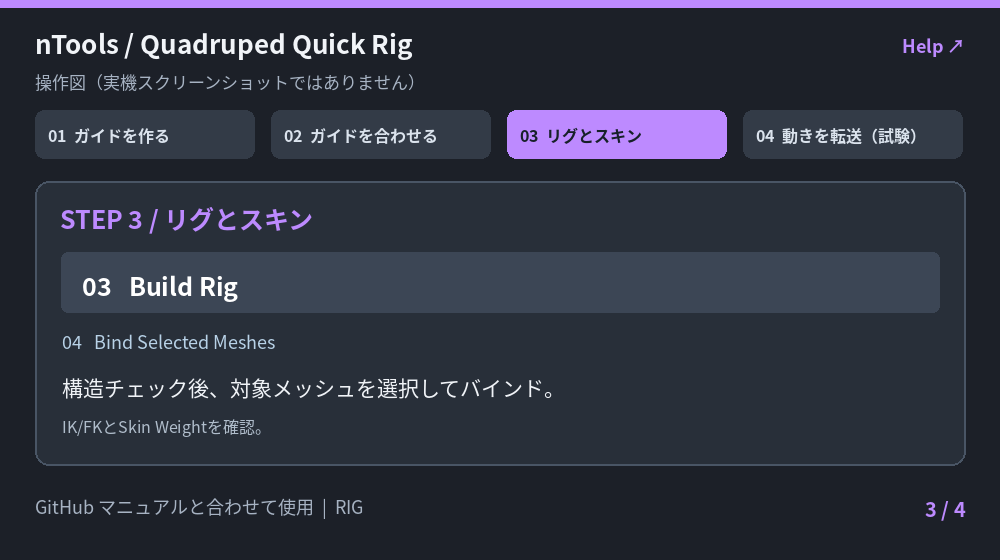 nTools / Quadruped Quick Rig
Help ↗
操作図（実機スクリーンショットではありません）
01 ガイドを作る
02 ガイドを合わせる
03 リグとスキン
04 動きを転送（試験）
STEP 3 / リグとスキン
03 Build Rig
04 Bind Selected Meshes
構造チェック後、対象メッシュを選択してバインド。
IK/FKとSkin Weightを確認。
GitHub マニュアルと合わせて使用 | RIG
3 / 4